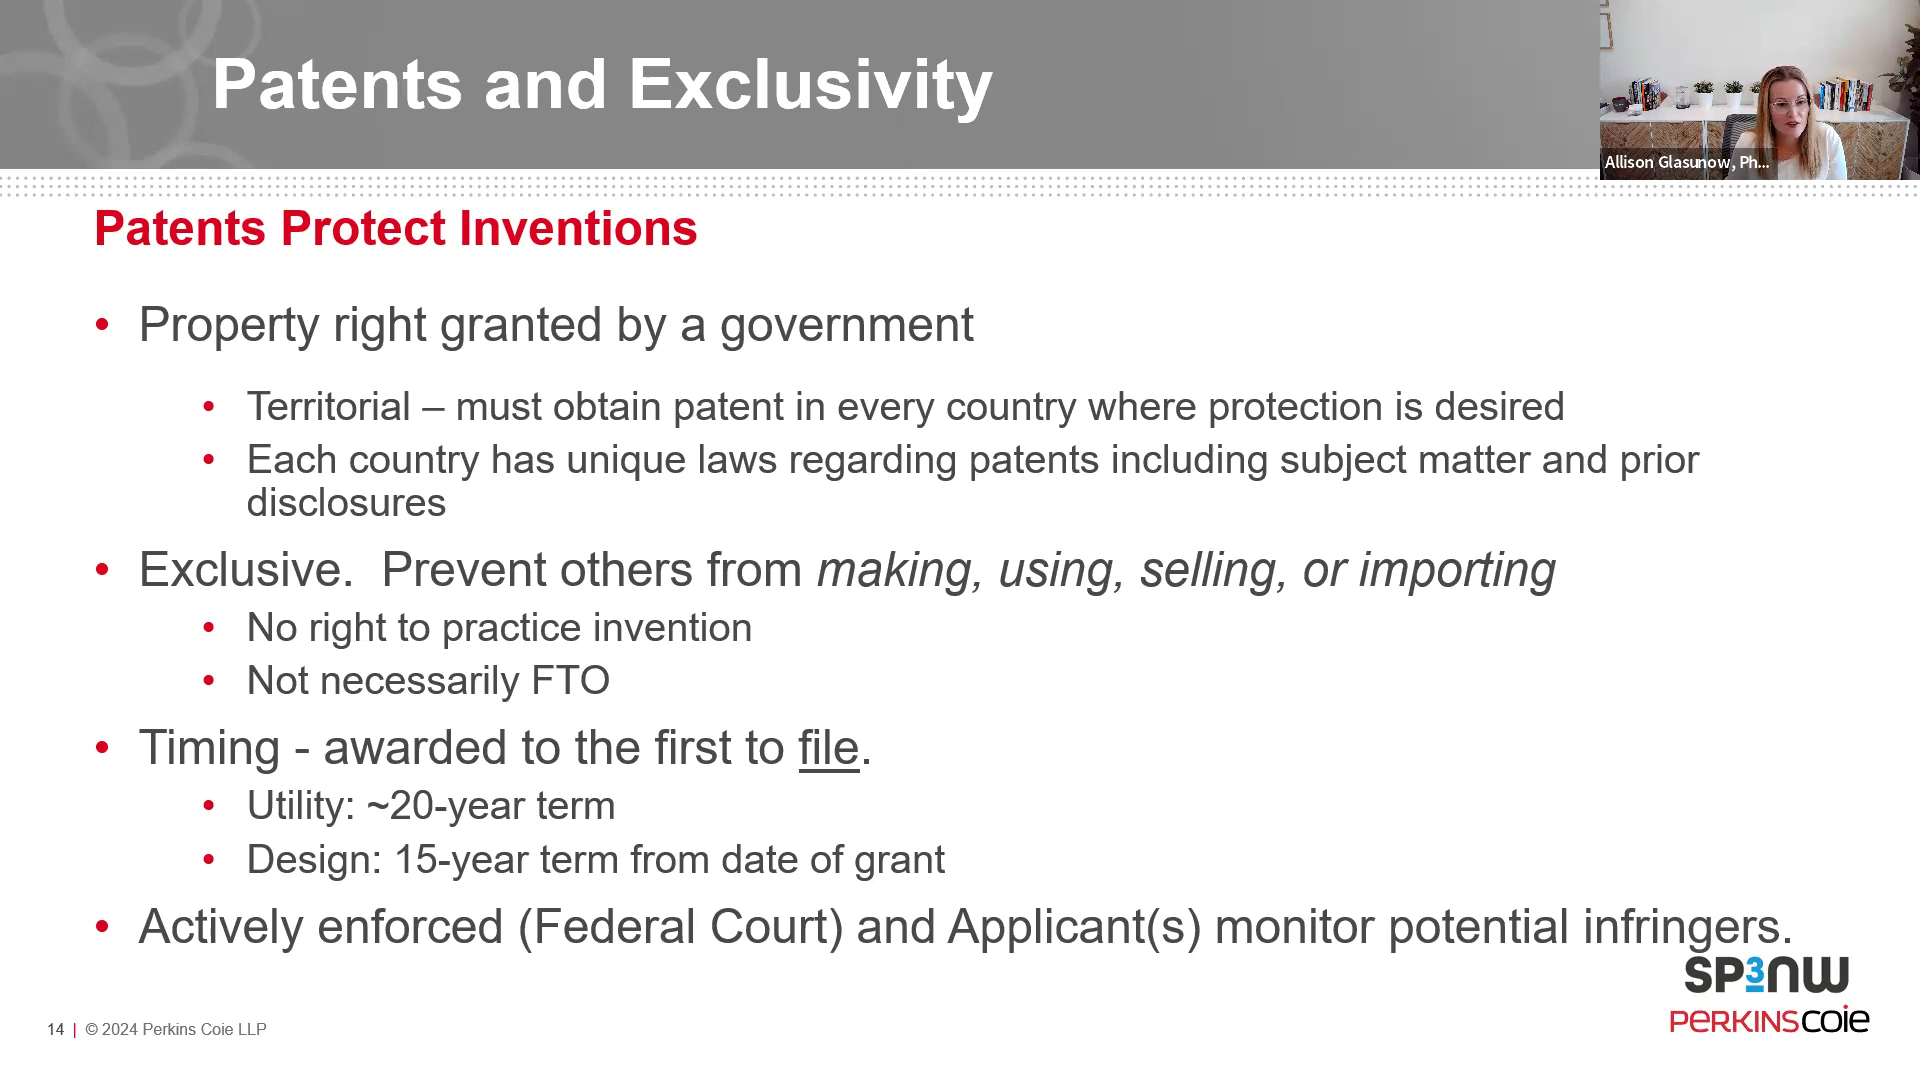 Patents and Exclusivity
Allison Glasunow, Ph...
Patents Protect Inventions
• Property right granted by a government
• Territorial – must obtain patent in every country where protection is desired
• Each country has unique laws regarding patents including subject matter and prior
disclosures
• Exclusive.  Prevent others from making, using, selling, or importing
• No right to practice invention
• Not necessarily FTO
• Timing - awarded to the first to file.
• Utility: ~20-year term
• Design: 15-year term from date of grant
• Actively enforced (Federal Court) and Applicant(s) monitor potential infringers.
SP3NW
PERKINSCOIE
14 | © 2024 Perkins Coie LLP